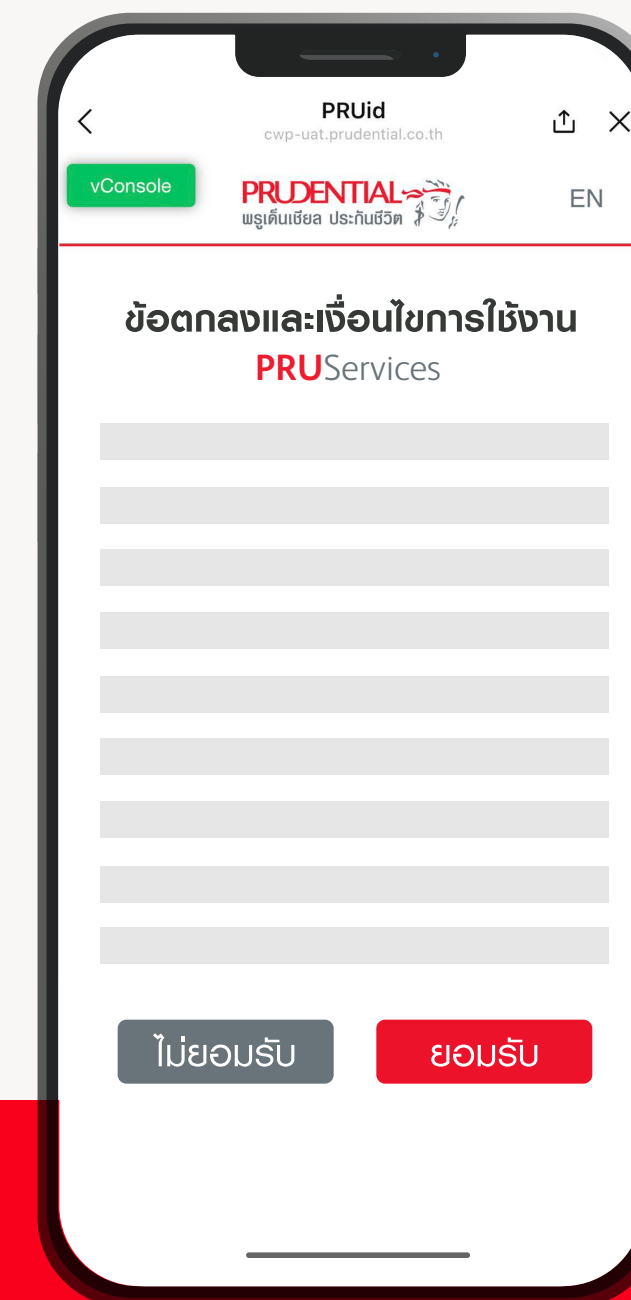 PRUid
cwp-uat.prudential.co.th
vConsole
PRUDENTIAL
พรูเด็นเชียล ประกันชีวิต
EN
ข้อตกลงและเงื่อนไขการใช้งาน
PRUServices
ไม่ยอมรับ
ยอมรับ